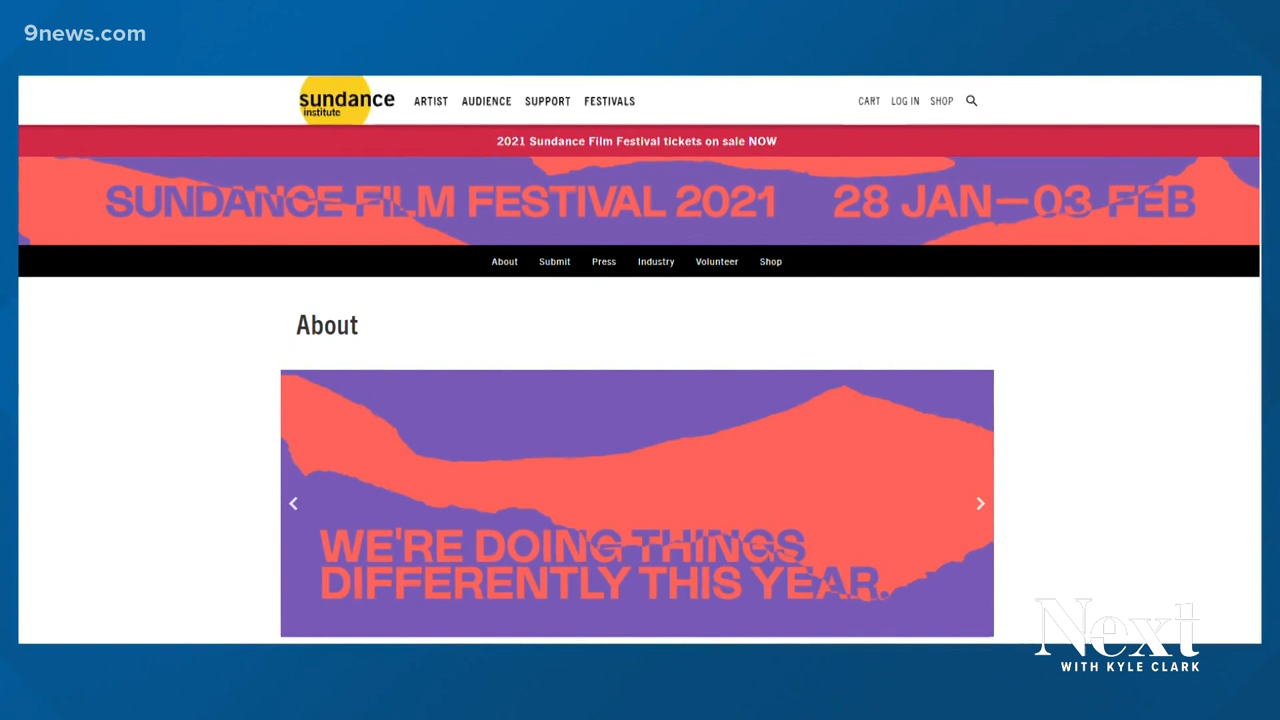 9news.com
sundance
institute
ARTIST AUDIENCE SUPPORT FESTIVALS
CART LOG IN SHOP
2021 Sundance Film Festival tickets on sale NOW
SUNDANCE FILM FESTIVAL 2021 28 JAN—03 FEB
About Submit Press Industry Volunteer Shop
About
WE'RE DOING THINGS
DIFFERENTLY THIS YEAR.
Next
WITH KYLE CLARK